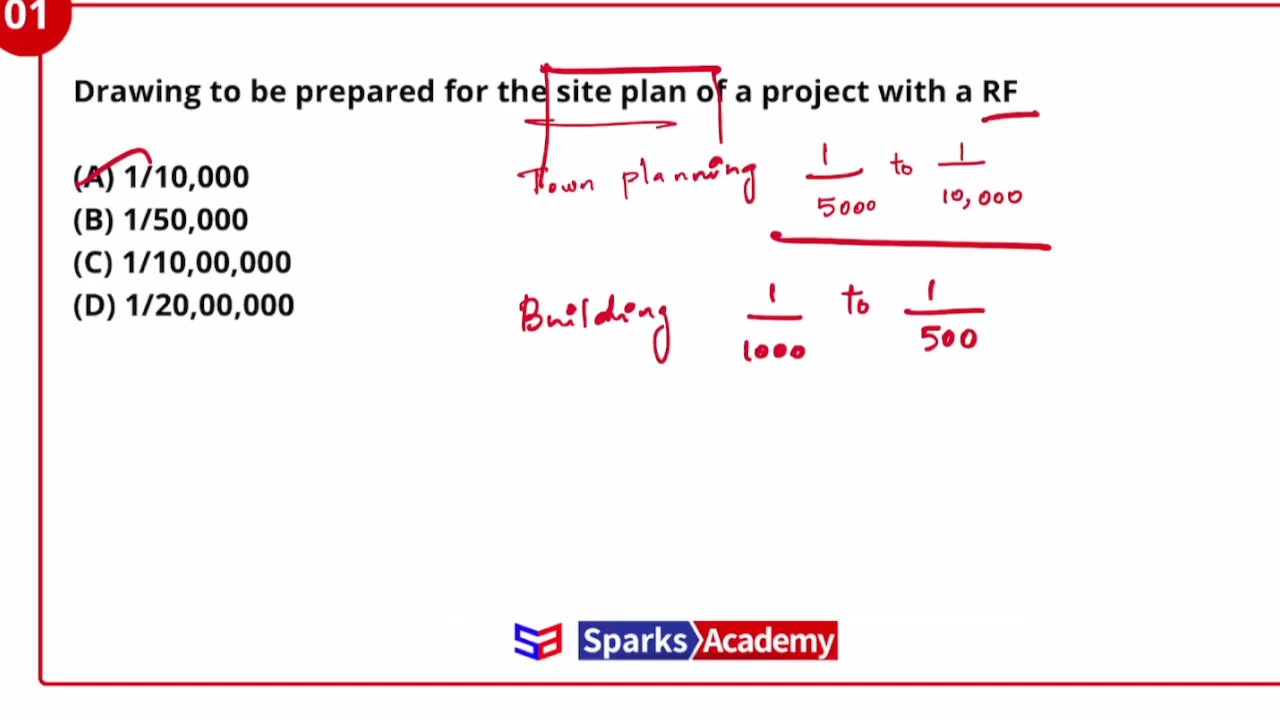 01
Drawing to be prepared for the site plan of a project with a RF
(A) 1/10,000
(B) 1/50,000
(C) 1/10,00,000
(D) 1/20,00,000
Town planning 1/5000 to 1/10,000
Building 1/1000 to 1/500
Sparks Academy